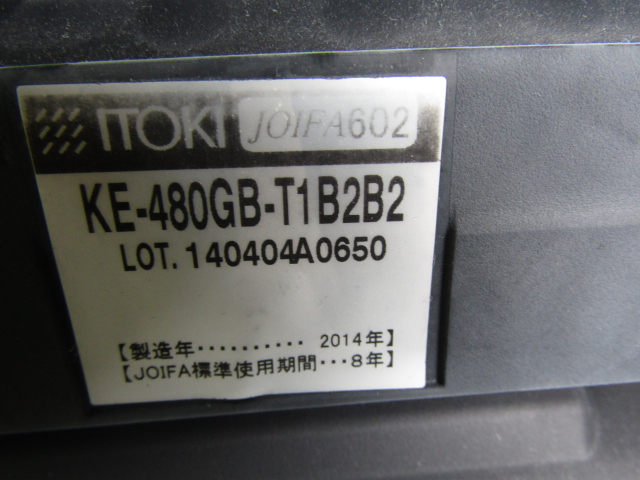 ITOKI JOIFA602
KE-480GB-T1B2B2
LOT. 140404A0650
【製造年・・・・・・・・・・ 2014年】
【JOIFA標準使用期間・・・8年】